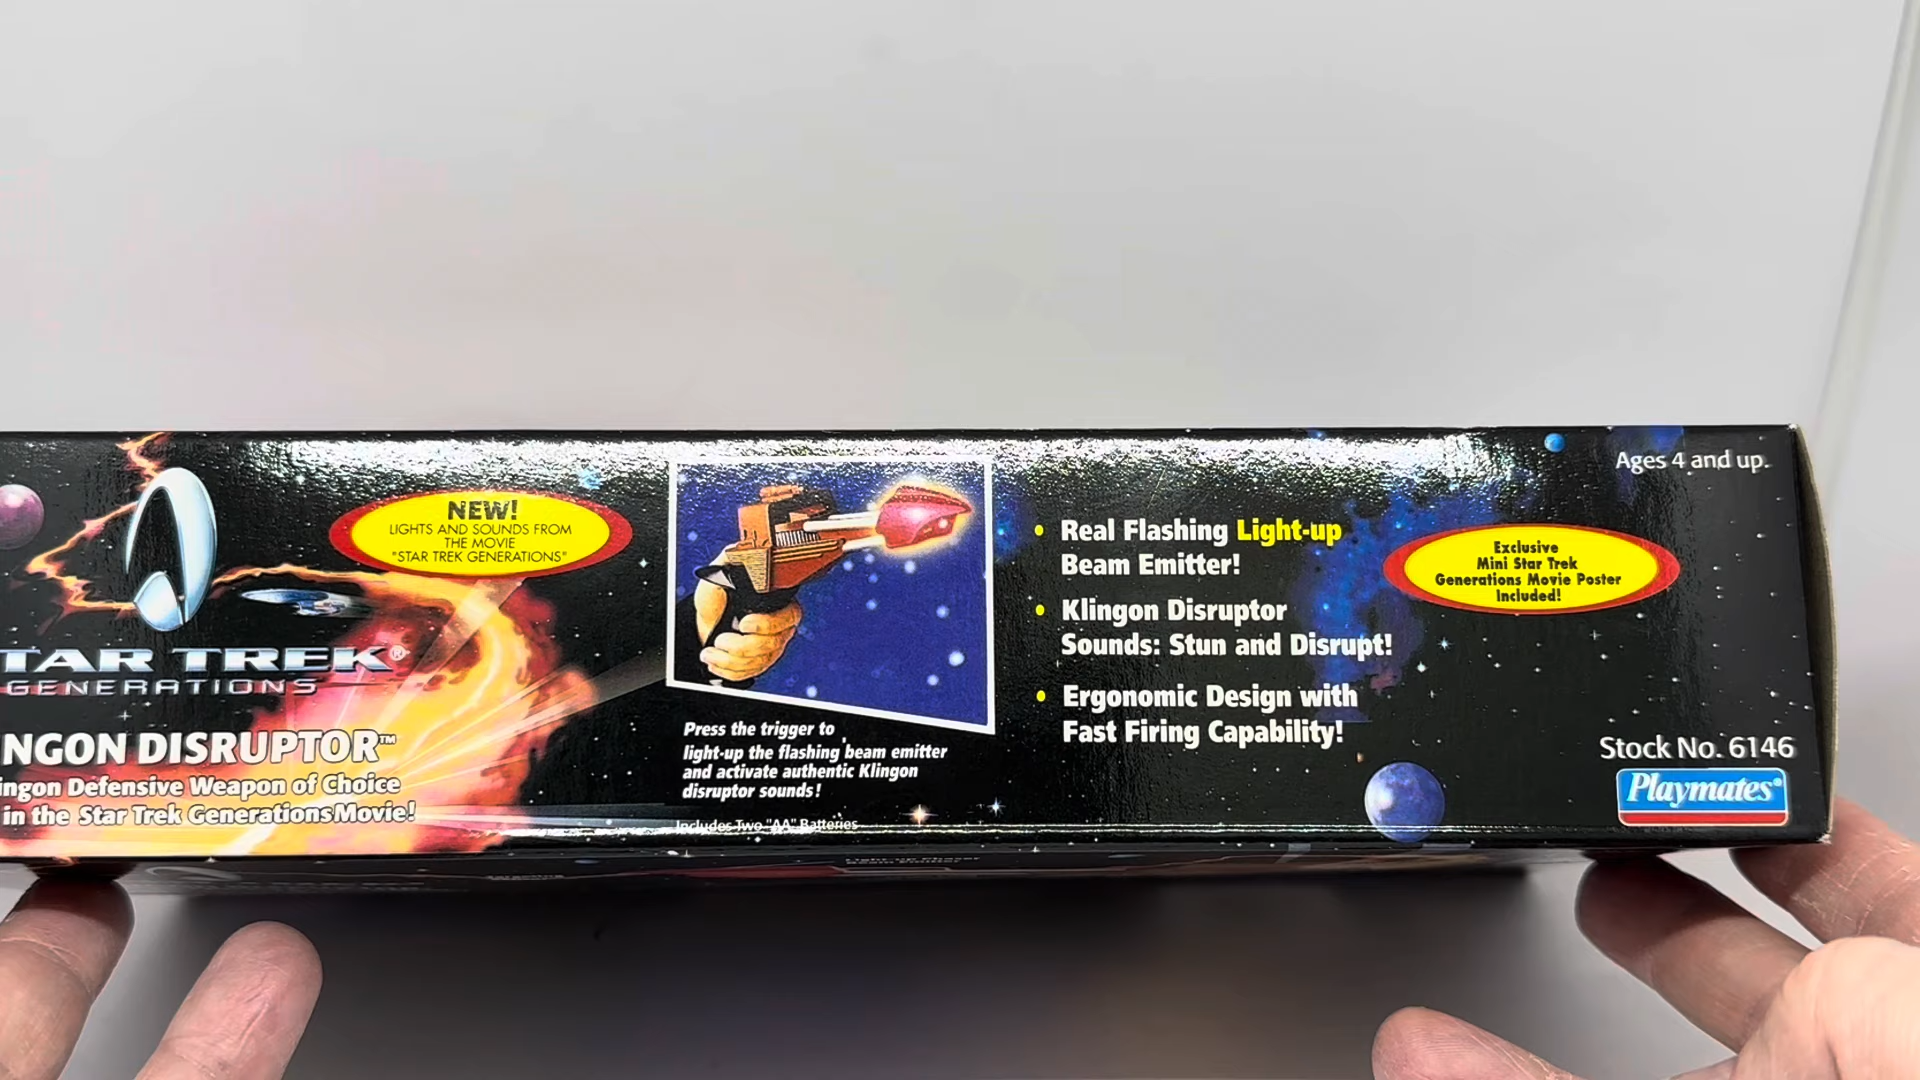 NEW!
LIGHTS AND SOUNDS FROM
THE MOVIE
"STAR TREK GENERATIONS"
TAR TREK®
GENERATIONS
NGON DISRUPTOR™
ingon Defensive Weapon of Choice
in the Star Trek Generations Movie!
Press the trigger to
light-up the flashing beam emitter
and activate authentic Klingon
disruptor sounds!
Includes Two "AA" Batteries
• Real Flashing Light-up
Beam Emitter!
• Klingon Disruptor
Sounds: Stun and Disrupt!
• Ergonomic Design with
Fast Firing Capability!
Ages 4 and up.
Exclusive
Mini Star Trek
Generations Movie Poster
Included!
Stock No. 6146
Playmates®